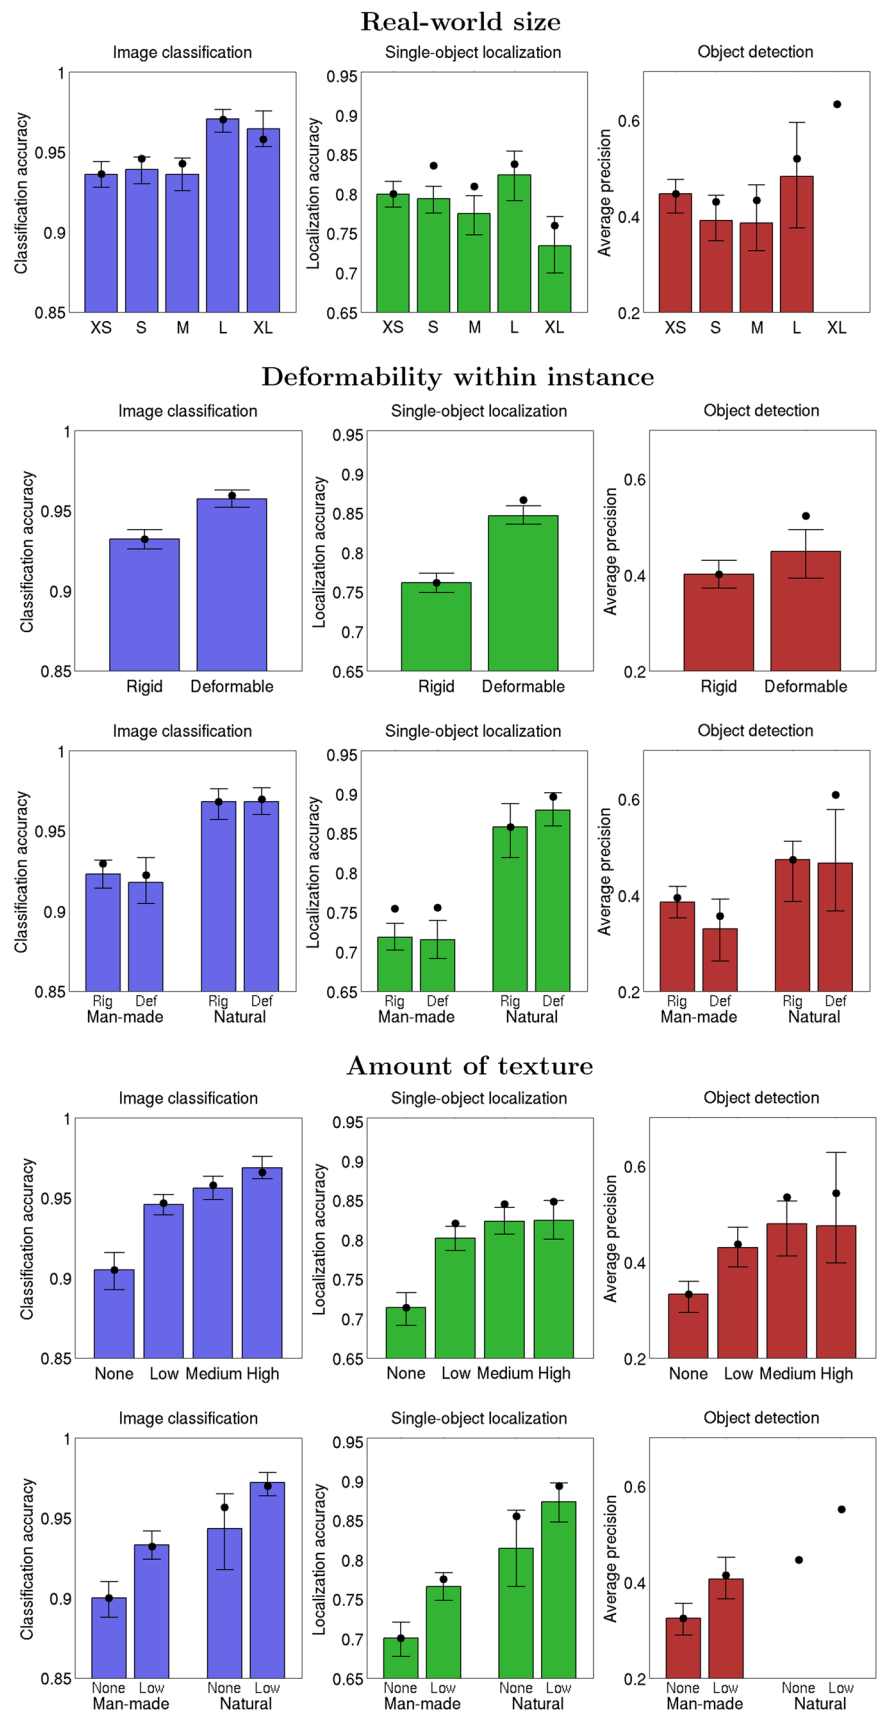 Real-world size
Image classification
Single-object localization
Object detection
Classification accuracy
1
0.95
0.9
0.85
XS S M L XL
Localization accuracy
0.95
0.9
0.85
0.8
0.75
0.7
0.65
XS S M L XL
Average precision
0.6
0.4
0.2
XS S M L XL
Deformability within instance
Image classification
Single-object localization
Object detection
Classification accuracy
1
0.95
0.9
0.85
Rigid Deformable
Localization accuracy
0.95
0.9
0.85
0.8
0.75
0.7
0.65
Rigid Deformable
Average precision
0.6
0.4
0.2
Rigid Deformable
Image classification
Single-object localization
Object detection
Classification accuracy
1
0.95
0.9
0.85
Rig Def Rig Def
Man-made Natural
Localization accuracy
0.95
0.9
0.85
0.8
0.75
0.7
0.65
Rig Def Rig Def
Man-made Natural
Average precision
0.6
0.4
0.2
Rig Def Rig Def
Man-made Natural
Amount of texture
Image classification
Single-object localization
Object detection
Classification accuracy
1
0.95
0.9
0.85
None Low Medium High
Localization accuracy
0.95
0.9
0.85
0.8
0.75
0.7
0.65
None Low Medium High
Average precision
0.6
0.4
0.2
None Low Medium High
Image classification
Single-object localization
Object detection
Classification accuracy
1
0.95
0.9
0.85
None Low None Low
Man-made Natural
Localization accuracy
0.95
0.9
0.85
0.8
0.75
0.7
0.65
None Low None Low
Man-made Natural
Average precision
0.6
0.4
0.2
None Low None Low
Man-made Natural